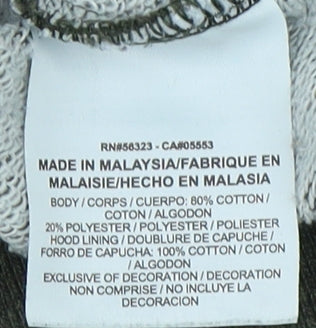 RN#56323 - CA#05553
MADE IN MALAYSIA/FABRIQUE EN
MALAISIE/HECHO EN MALASIA
BODY / CORPS / CUERPO: 80% COTTON /
COTON / ALGODON
20% POLYESTER / POLYESTER / POLIESTER
HOOD LINING / DOUBLURE DE CAPUCHE /
FORRO DE CAPUCHA: 100% COTTON / COTON
/ ALGODON
EXCLUSIVE OF DECORATION / DECORATION
NON COMPRISE / NO INCLUYE LA
DECORACION